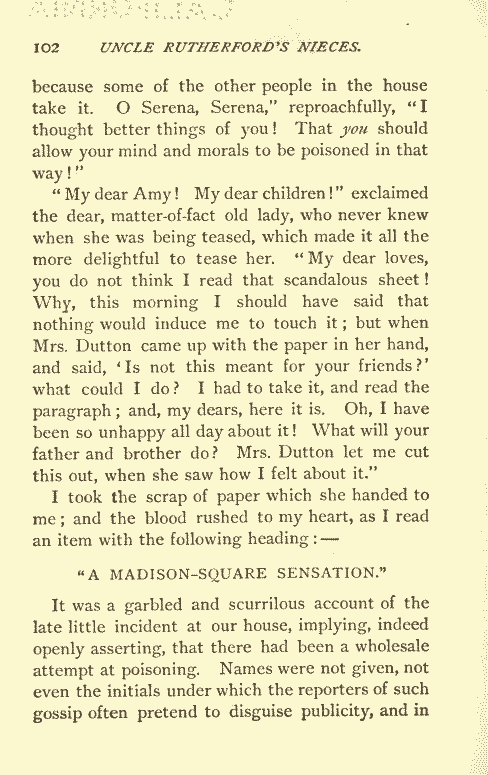 102 UNCLE RUTHERFORD'S NIECES.
because some of the other people in the house
take it. O Serena, Serena,” reproachfully, “I
thought better things of you! That you should
allow your mind and morals to be poisoned in that
way!”
“My dear Amy! My dear children!” exclaimed
the dear, matter-of-fact old lady, who never knew
when she was being teased, which made it all the
more delightful to tease her. “My dear loves,
you do not think I read that scandalous sheet!
Why, this morning I should have said that
nothing would induce me to touch it; but when
Mrs. Dutton came up with the paper in her hand,
and said, ‘Is not this meant for your friends?’
what could I do? I had to take it, and read the
paragraph; and, my dears, here it is. Oh, I have
been so unhappy all day about it! What will your
father and brother do? Mrs. Dutton let me cut
this out, when she saw how I felt about it.”
I took the scrap of paper which she handed to
me; and the blood rushed to my heart, as I read
an item with the following heading:—
“A MADISON-SQUARE SENSATION.”
It was a garbled and scurrilous account of the
late little incident at our house, implying, indeed
openly asserting, that there had been a wholesale
attempt at poisoning. Names were not given, not
even the initials under which the reporters of such
gossip often pretend to disguise publicity, and in